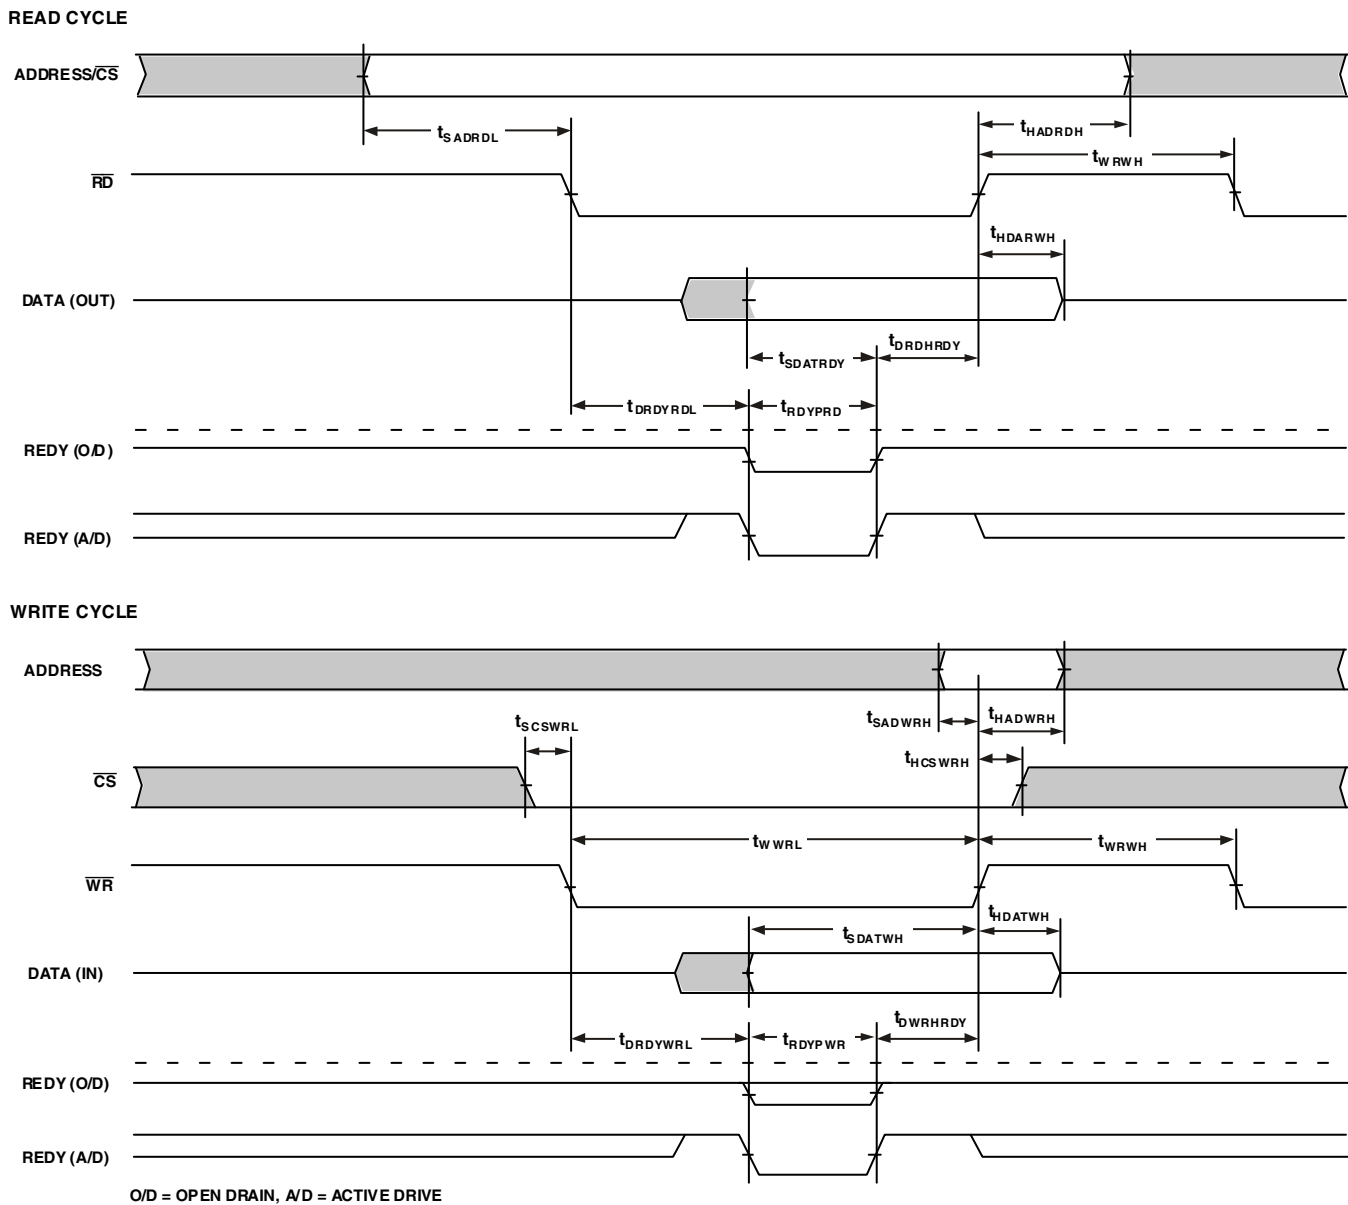 READ CYCLE
ADDRESS/CS
tSADRDL
tHADRDH
tWRWH
RD
tHDARWH
DATA (OUT)
tDRDHRDY
tSDATRDY
tDRDYRDL
tRDYPRD
REDY (O/D)
REDY (A/D)
WRITE CYCLE
ADDRESS
tSCSWRL
tSADWRH
tHADWRH
tHCSWRH
CS
tWWRL
tWRWH
WR
tHDATWH
tSDATWH
DATA (IN)
tDWRHRDY
tDRDYWRL
tRDYPWR
REDY (O/D)
REDY (A/D)
O/D = OPEN DRAIN, A/D = ACTIVE DRIVE